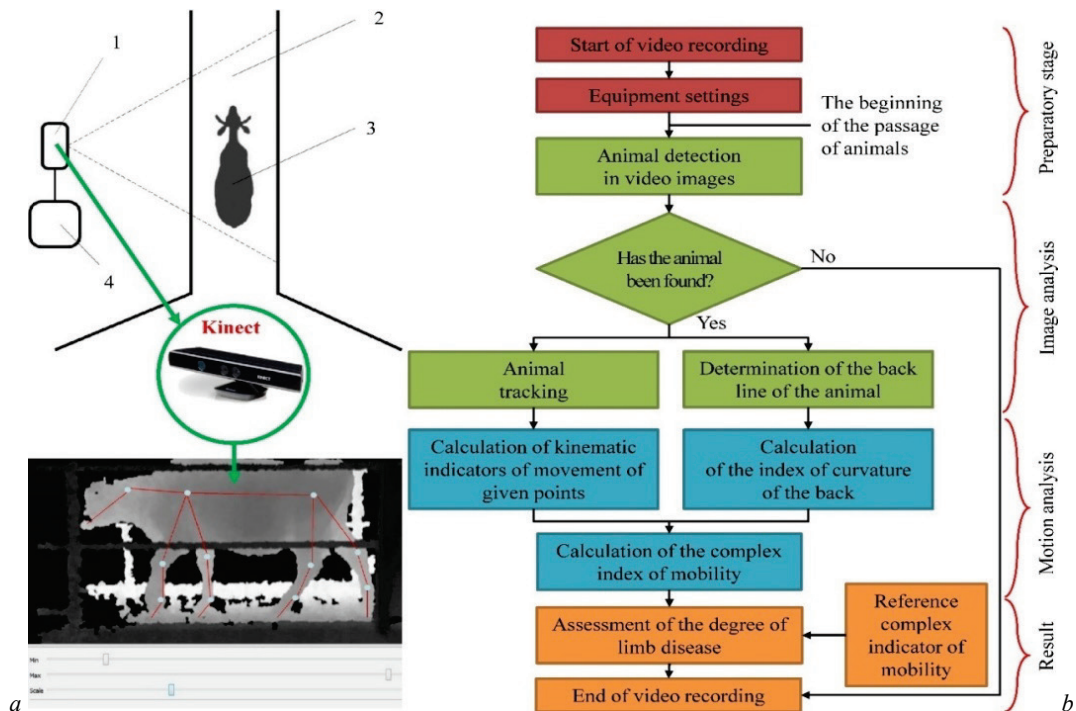 1
2
3
4
Kinect
KINECT
Min
Max
Scale
a
Start of video recording
Equipment settings
The beginning
of the passage
of animals
Animal detection
in video images
Has the animal
been found?
No
Yes
Animal
tracking
Determination of the back
line of the animal
Calculation of kinematic
indicators of movement of
given points
Calculation
of the index of curvature
of the back
Calculation of the complex
index of mobility
Assessment of the degree of
limb disease
Reference
complex
indicator of
mobility
End of video recording
Preparatory stage
Image analysis
Motion analysis
Result
b